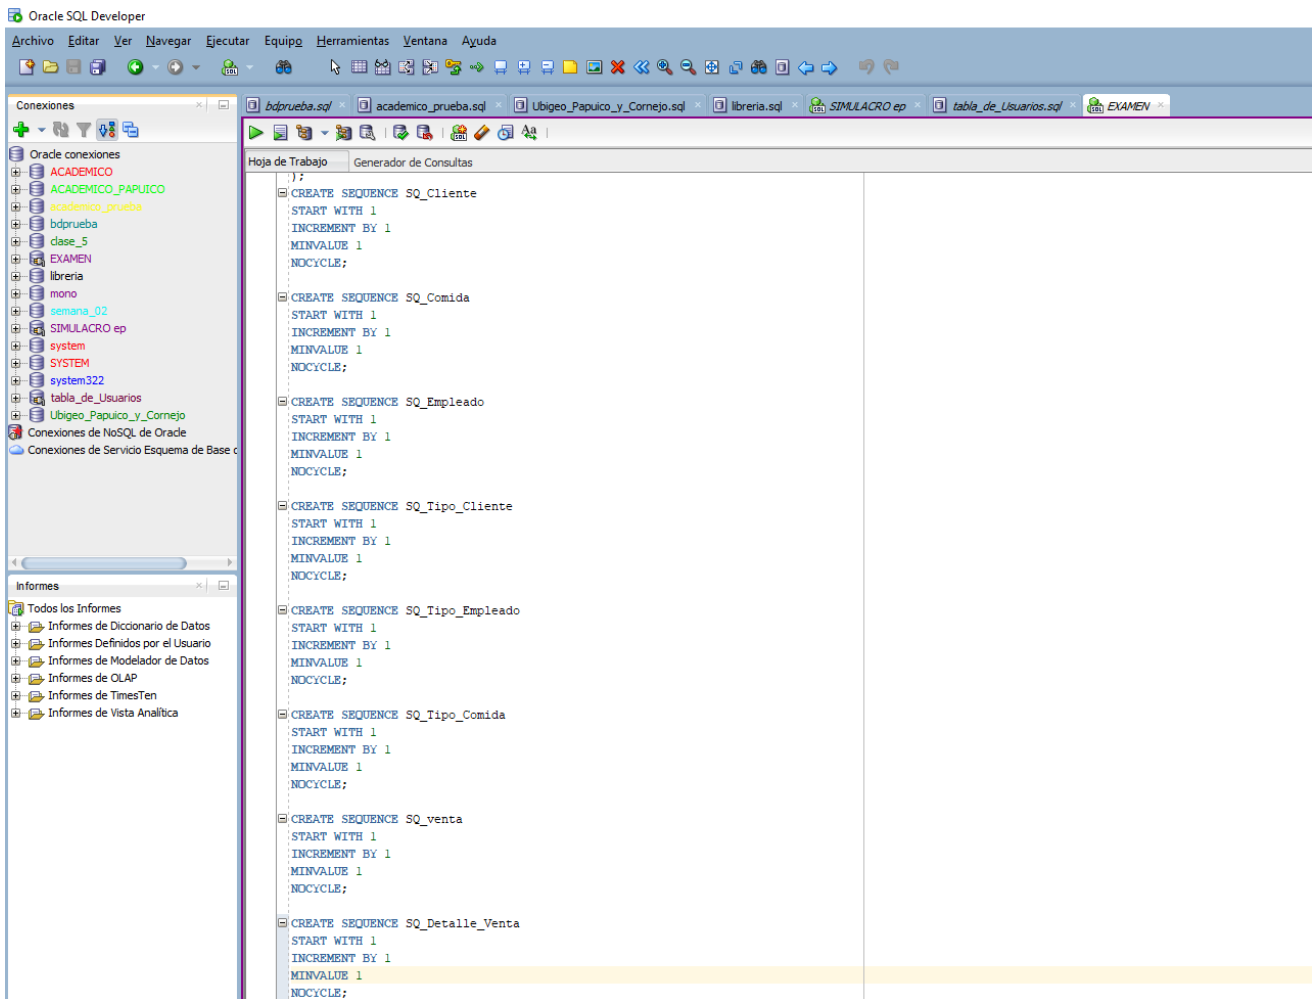 Oracle SQL Developer
Archivo Editar Ver Navegar Ejecutar Equipo Herramientas Ventana Ayuda
Conexiones
Oracle conexiones
ACADEMICO
ACADEMICO_PAPUICO
academico_prueba
bdprueba
clase_5
EXAMEN
libreria
mono
semana_02
SIMULACRO ep
system
SYSTEM
system322
tabla_de_Usuarios
Ubigeo_Papuico_y_Cornejo
Conexiones de NoSQL de Oracle
Conexiones de Servicio Esquema de Base d
Informes
Todos los Informes
Informes de Diccionario de Datos
Informes Definidos por el Usuario
Informes de Modelador de Datos
Informes de OLAP
Informes de TimesTen
Informes de Vista Analítica
bdprueba.sql academico_prueba.sql Ubigeo_Papuico_y_Cornejo.sql libreria.sql SIMULACRO ep tabla_de_Usuarios.sql EXAMEN
Hoja de Trabajo Generador de Consultas
);
CREATE SEQUENCE SQ_Cliente
START WITH 1
INCREMENT BY 1
MINVALUE 1
NOCYCLE;
CREATE SEQUENCE SQ_Comida
START WITH 1
INCREMENT BY 1
MINVALUE 1
NOCYCLE;
CREATE SEQUENCE SQ_Empleado
START WITH 1
INCREMENT BY 1
MINVALUE 1
NOCYCLE;
CREATE SEQUENCE SQ_Tipo_Cliente
START WITH 1
INCREMENT BY 1
MINVALUE 1
NOCYCLE;
CREATE SEQUENCE SQ_Tipo_Empleado
START WITH 1
INCREMENT BY 1
MINVALUE 1
NOCYCLE;
CREATE SEQUENCE SQ_Tipo_Comida
START WITH 1
INCREMENT BY 1
MINVALUE 1
NOCYCLE;
CREATE SEQUENCE SQ_venta
START WITH 1
INCREMENT BY 1
MINVALUE 1
NOCYCLE;
CREATE SEQUENCE SQ_Detalle_Venta
START WITH 1
INCREMENT BY 1
MINVALUE 1
NOCYCLE;